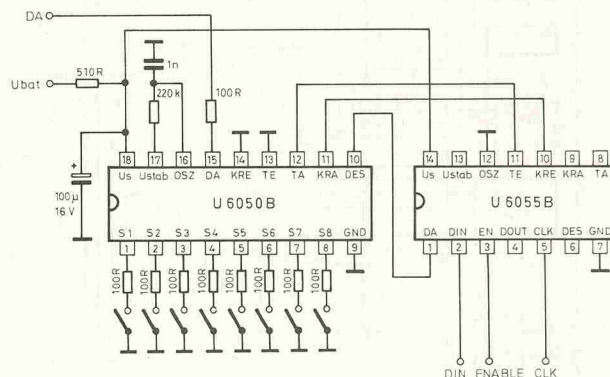 DA
510R
1n
Ubat
220k
100R
+
100µ
16V
18 17 16 15 14 13 12 11 10
Us Ustab OSZ DA KRE TE TA KRA DES
U 6050B
S1 S2 S3 S4 S5 S6 S7 S8 GND
1 2 3 4 5 6 7 8 9
100R 100R 100R 100R 100R 100R 100R 100R
14 13 12 11 10 9 8
Us Ustab OSZ TE KRE KRA TA
U 6055B
DA DIN EN DOUT CLK DES GND
1 2 3 4 5 6 7
DIN ENABLE CLK